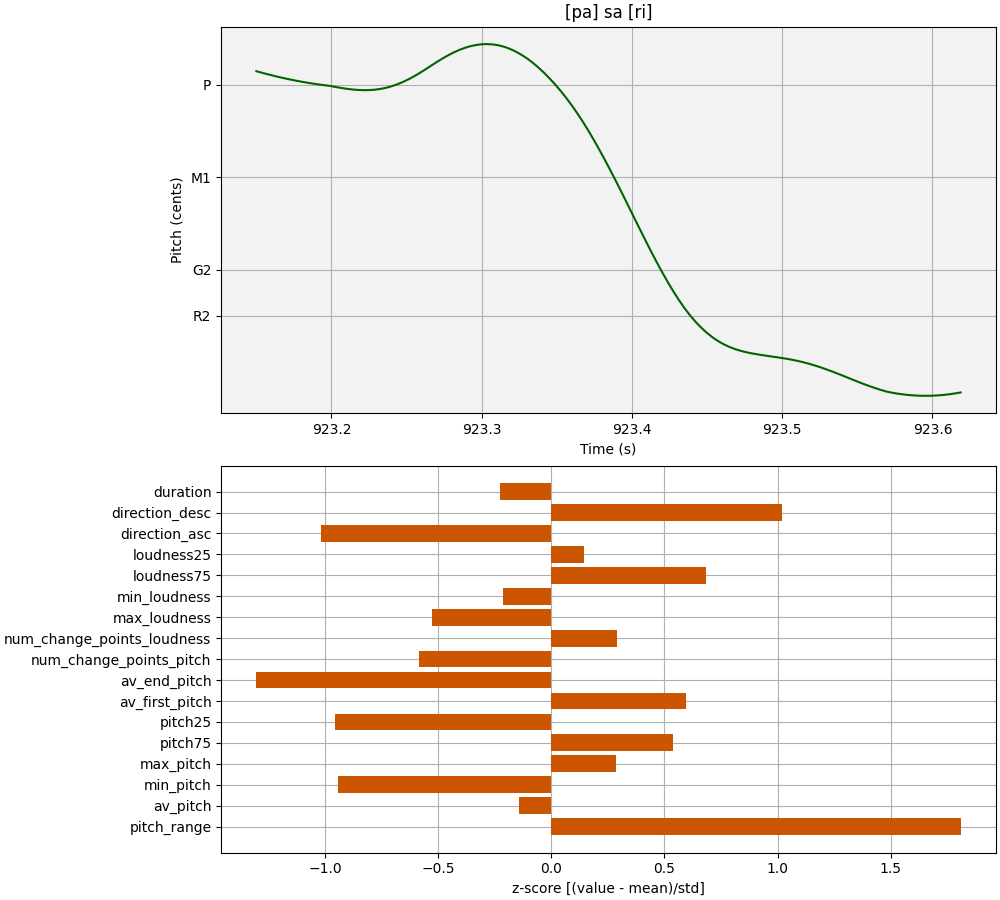 [pa] sa [ri]
P
M1
G2
R2
Pitch (cents)
923.2 923.3 923.4 923.5 923.6
Time (s)
duration
direction_desc
direction_asc
loudness25
loudness75
min_loudness
max_loudness
num_change_points_loudness
num_change_points_pitch
av_end_pitch
av_first_pitch
pitch25
pitch75
max_pitch
min_pitch
av_pitch
pitch_range
−1.0 −0.5 0.0 0.5 1.0 1.5
z-score [(value - mean)/std]